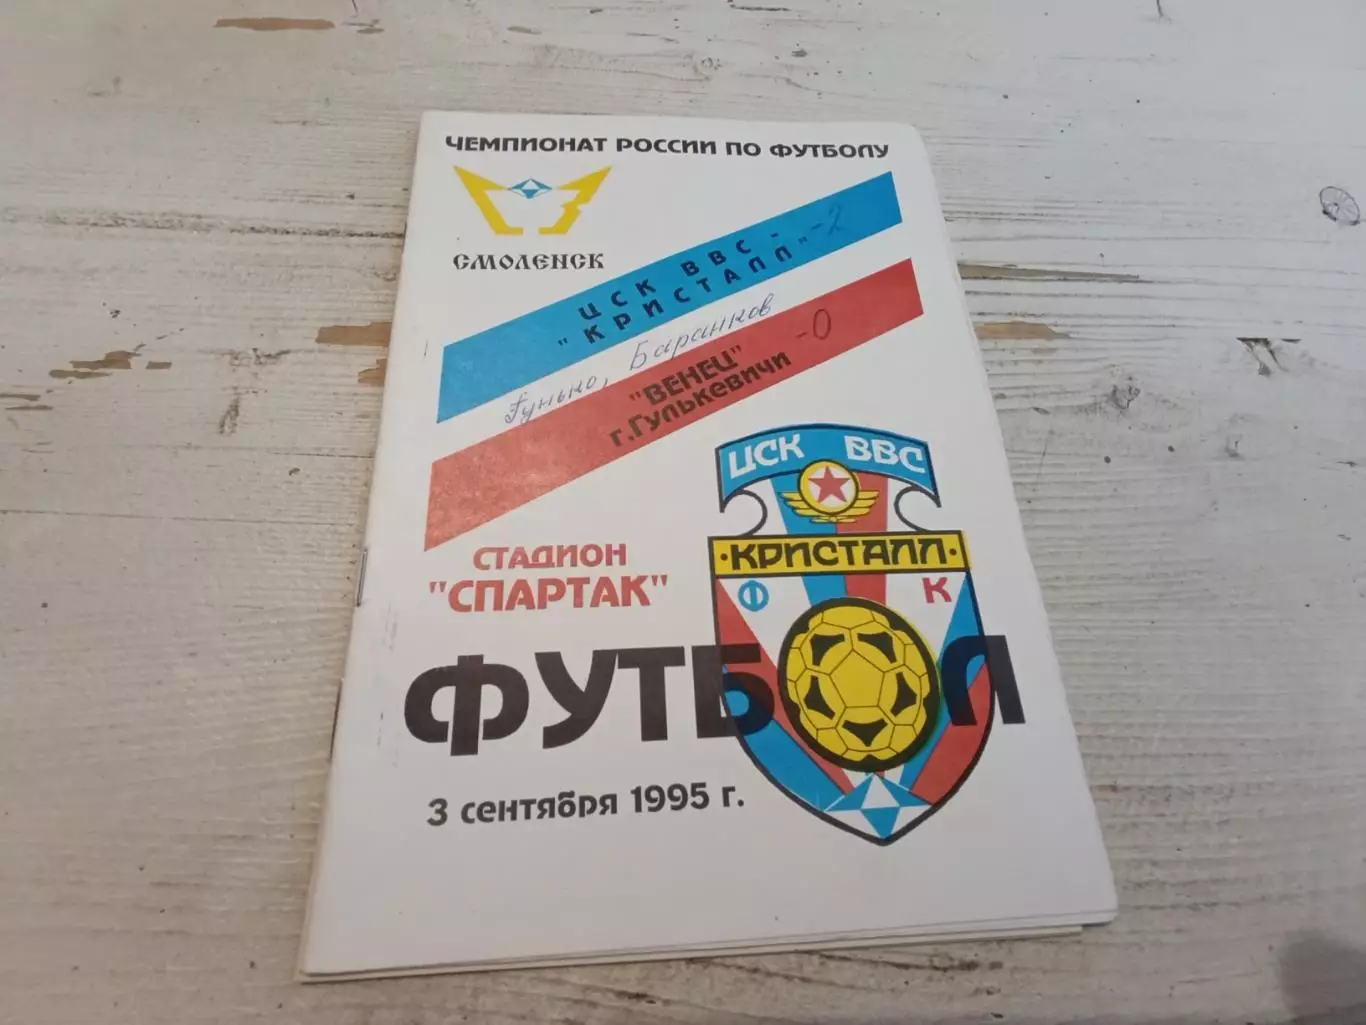 ЧЕМПИОНАТ РОССИИ ПО ФУТБОЛУ
СМОЛЕНСК
ЦСК ВВС -
"КРИСТАЛЛ" -2
Гунько, Баранков
"ВЕНЕЦ" -0
г.Гулькевичи
СТАДИОН
"СПАРТАК"
ЦСК ВВС
·КРИСТАЛЛ·
Ф К
ФУТБОЛ
3 сентября 1995 г.